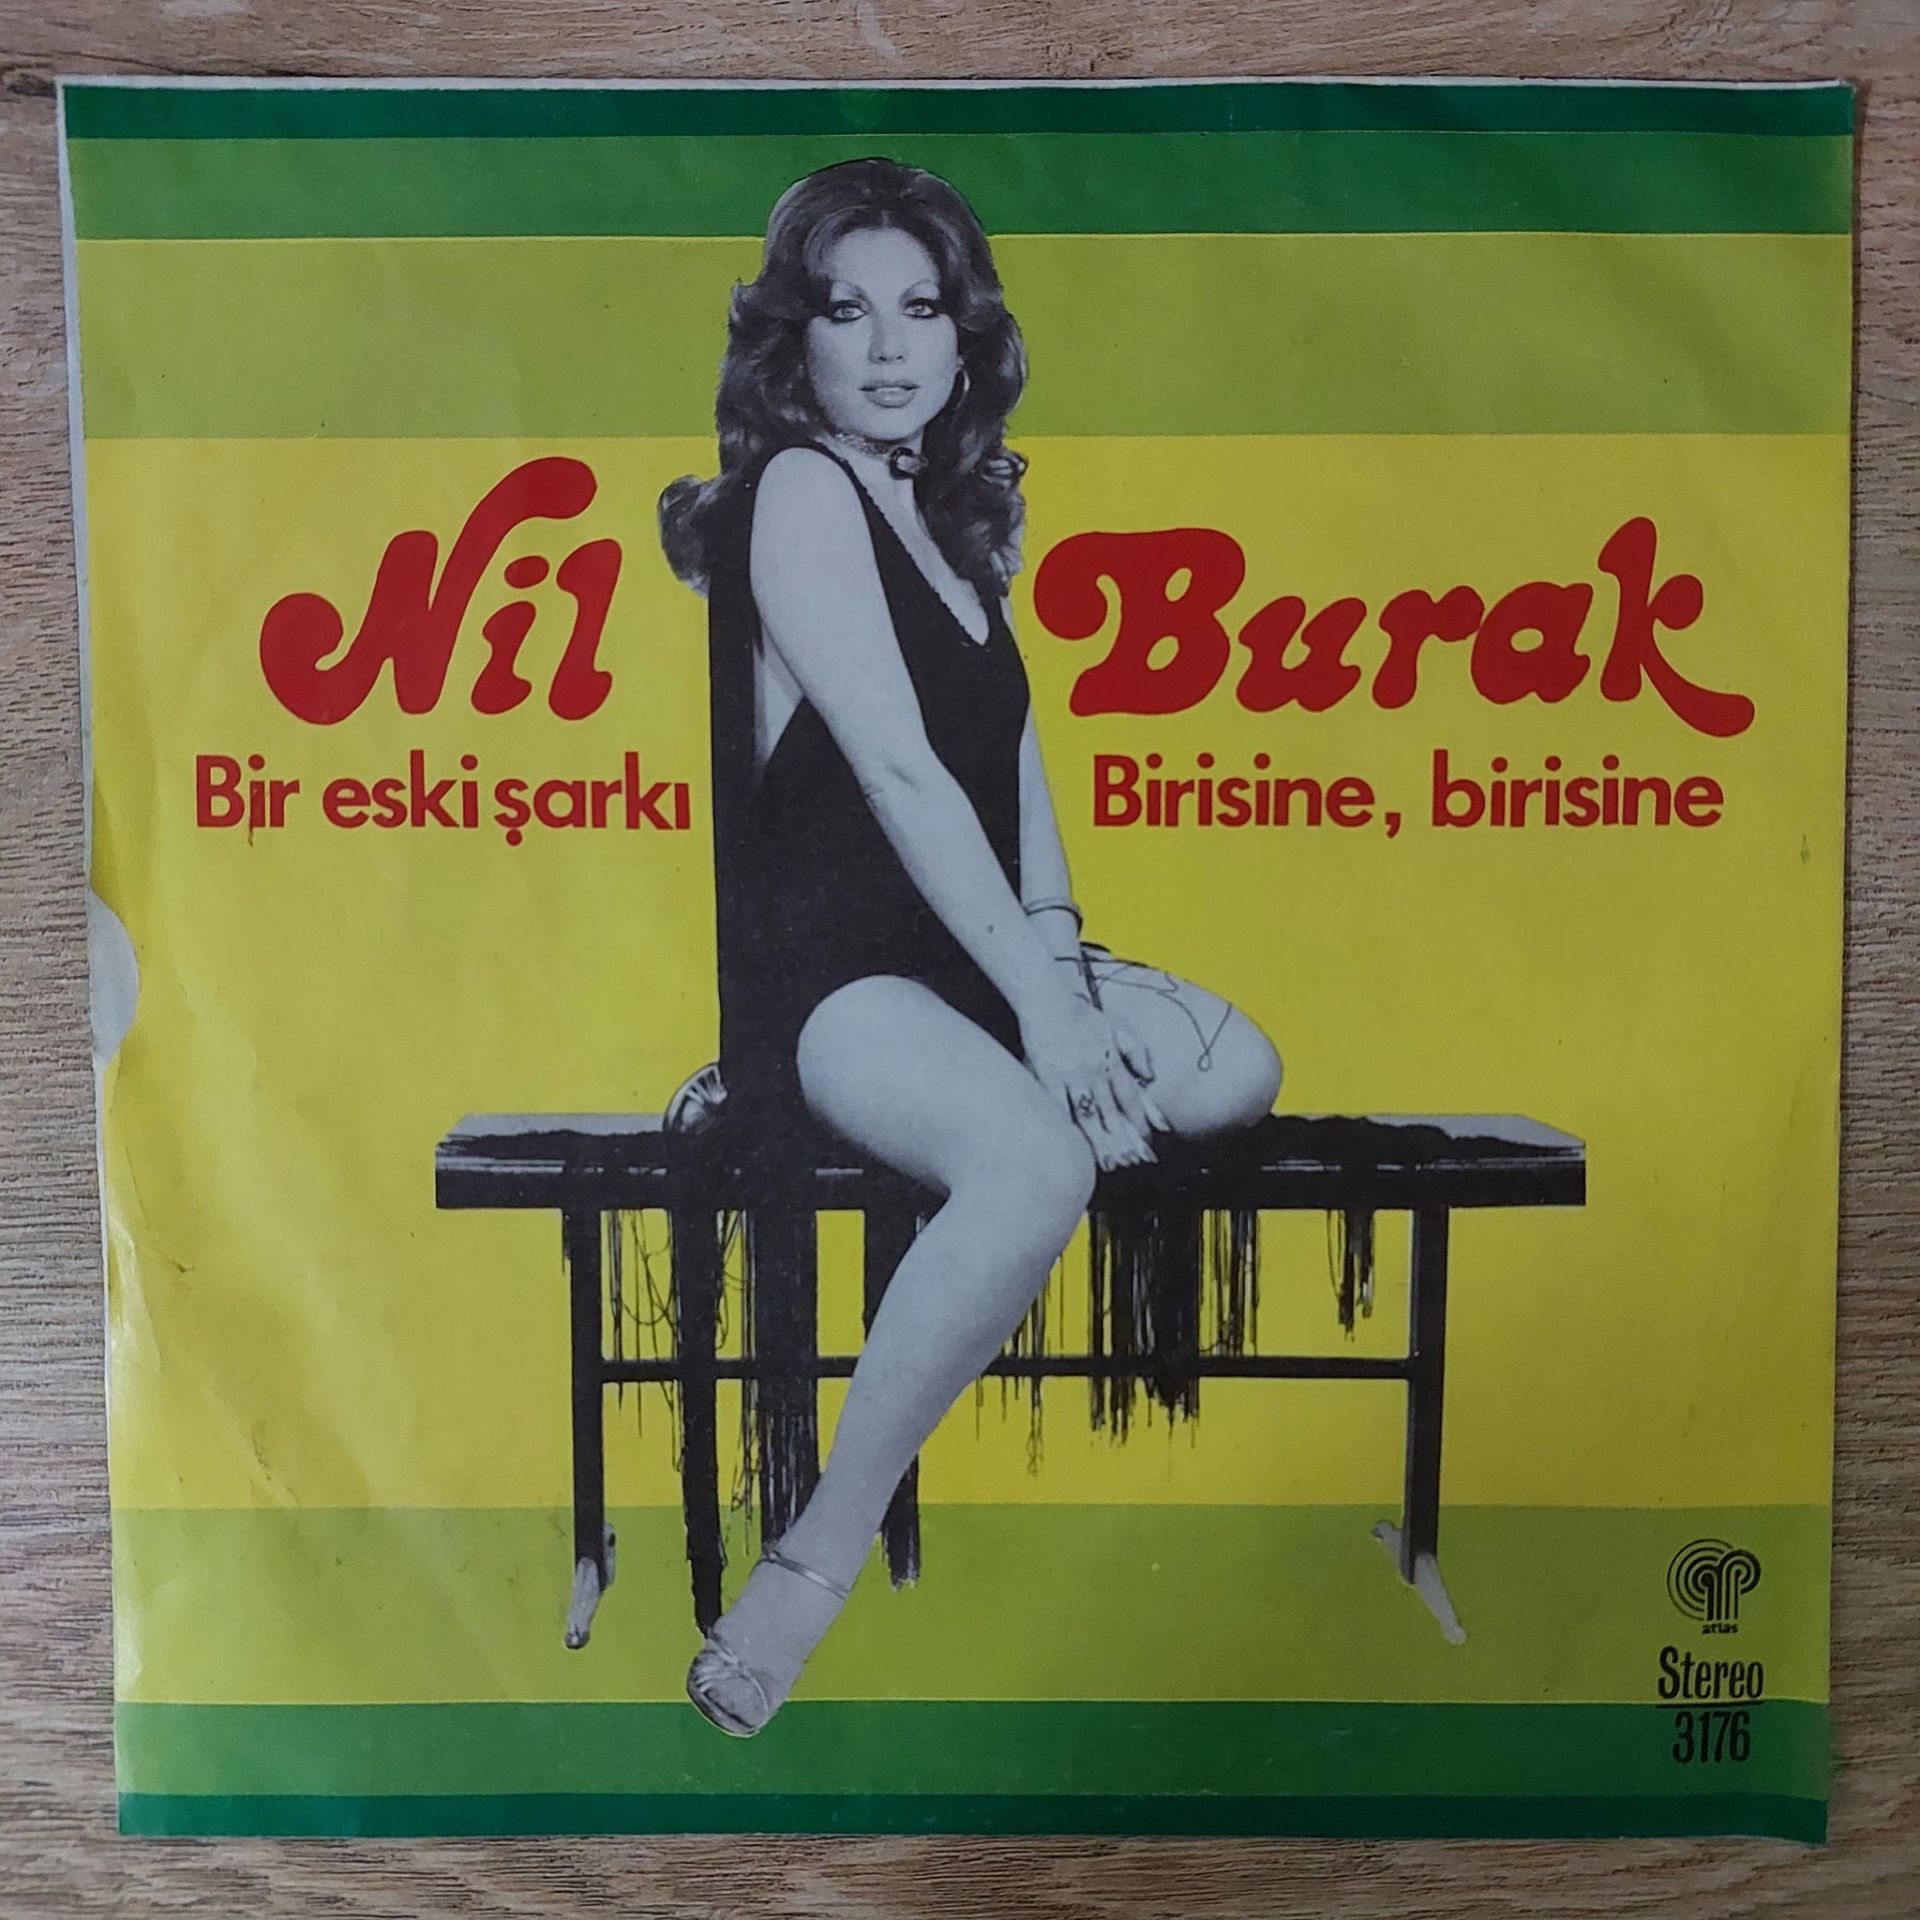 Nil Burak
Bir eski şarkı
Birisine, birisine
atlas
Stereo
3176